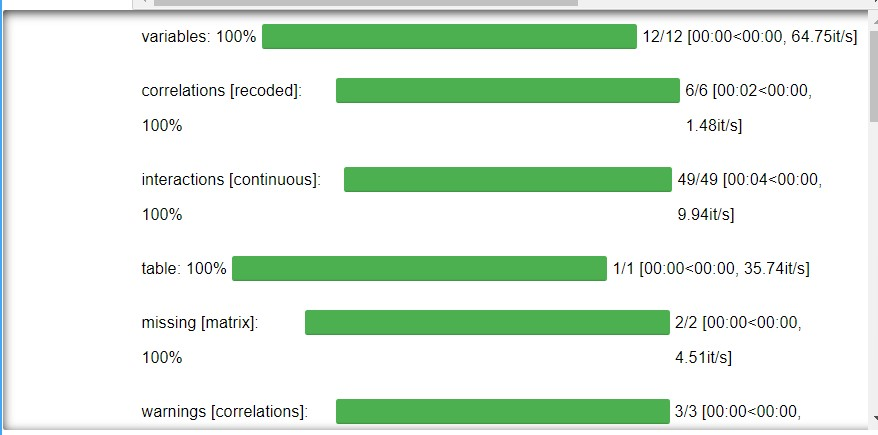 variables: 100% 12/12 [00:00<00:00, 64.75it/s]
correlations [recoded]: 6/6 [00:02<00:00,
100% 1.48it/s]
interactions [continuous]: 49/49 [00:04<00:00,
100% 9.94it/s]
table: 100% 1/1 [00:00<00:00, 35.74it/s]
missing [matrix]: 2/2 [00:00<00:00,
100% 4.51it/s]
warnings [correlations]: 3/3 [00:00<00:00,